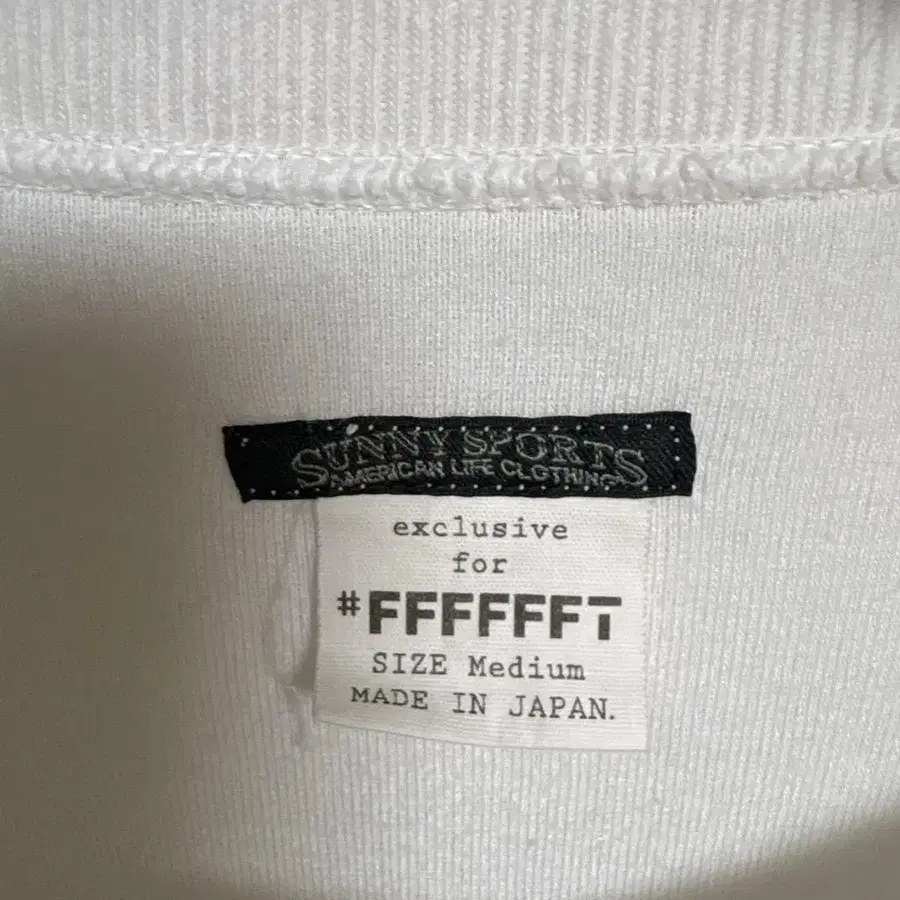 SUNNY SPORTS
AMERICAN LIFE CLOTHING
exclusive
for
#FFFFFFT
SIZE Medium
MADE IN JAPAN.